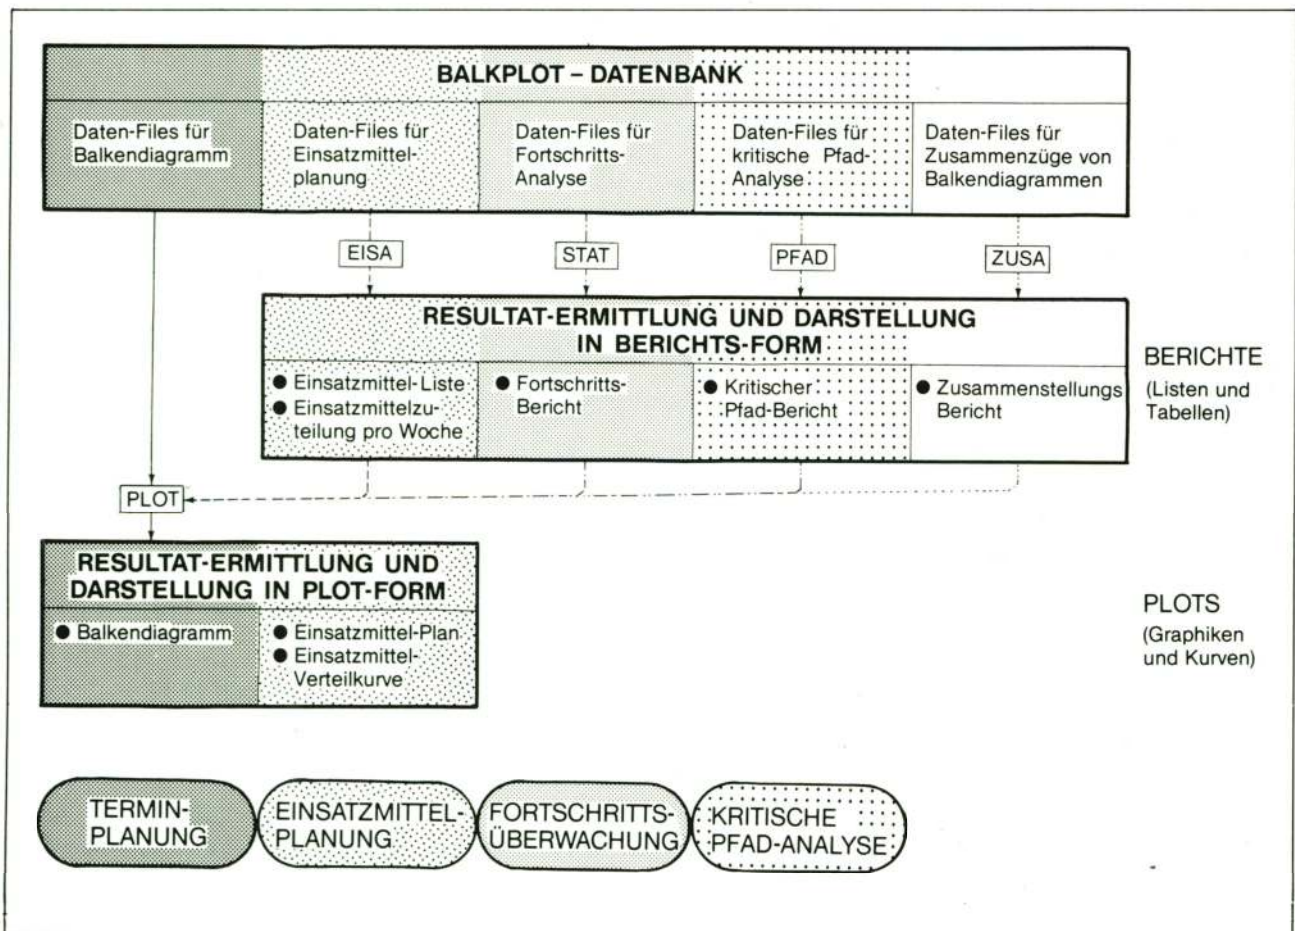 BALKPLOT – DATENBANK
Daten-Files für
Balkendiagramm
Daten-Files für
Einsatzmittel-
planung
Daten-Files für
Fortschritts-
Analyse
Daten-Files für
kritische Pfad-
Analyse
Daten-Files für
Zusammenzüge von
Balkendiagrammen
EISA
STAT
PFAD
ZUSA
RESULTAT-ERMITTLUNG UND DARSTELLUNG
IN BERICHTS-FORM
● Einsatzmittel-Liste
● Einsatzmittelzu-
teilung pro Woche
● Fortschritts-
Bericht
● Kritischer
Pfad-Bericht
● Zusammenstellungs
Bericht
BERICHTE
(Listen und
Tabellen)
PLOT
RESULTAT-ERMITTLUNG UND
DARSTELLUNG IN PLOT-FORM
● Balkendiagramm
● Einsatzmittel-Plan
● Einsatzmittel-
Verteilkurve
PLOTS
(Graphiken
und Kurven)
TERMIN-
PLANUNG
EINSATZMITTEL-
PLANUNG
FORTSCHRITTS-
ÜBERWACHUNG
KRITISCHE
PFAD-ANALYSE